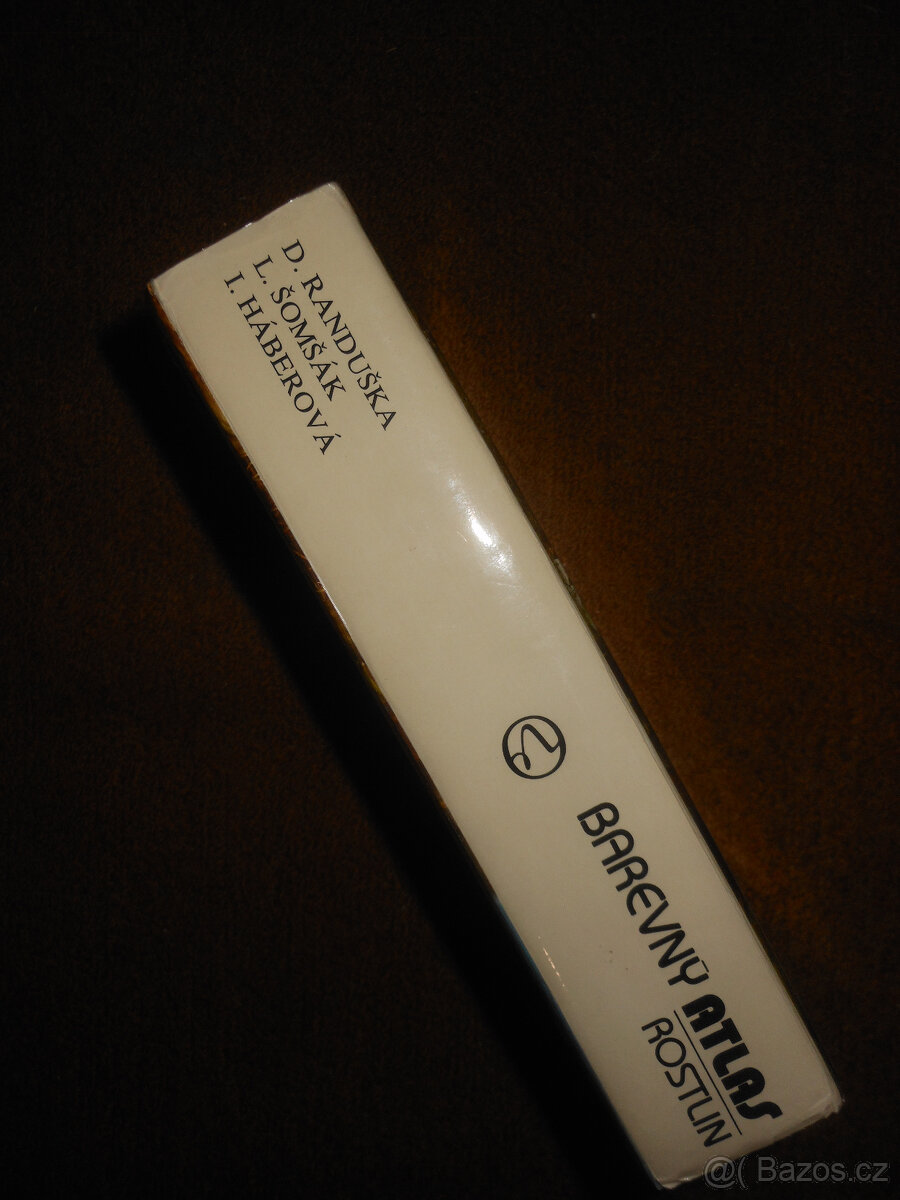 D. RANDUŠKA
L. ŠOMŠÁK
I. HÁBEROVÁ
BAREVNÝ ATLAS
ROSTLIN
@( Bazos.cz